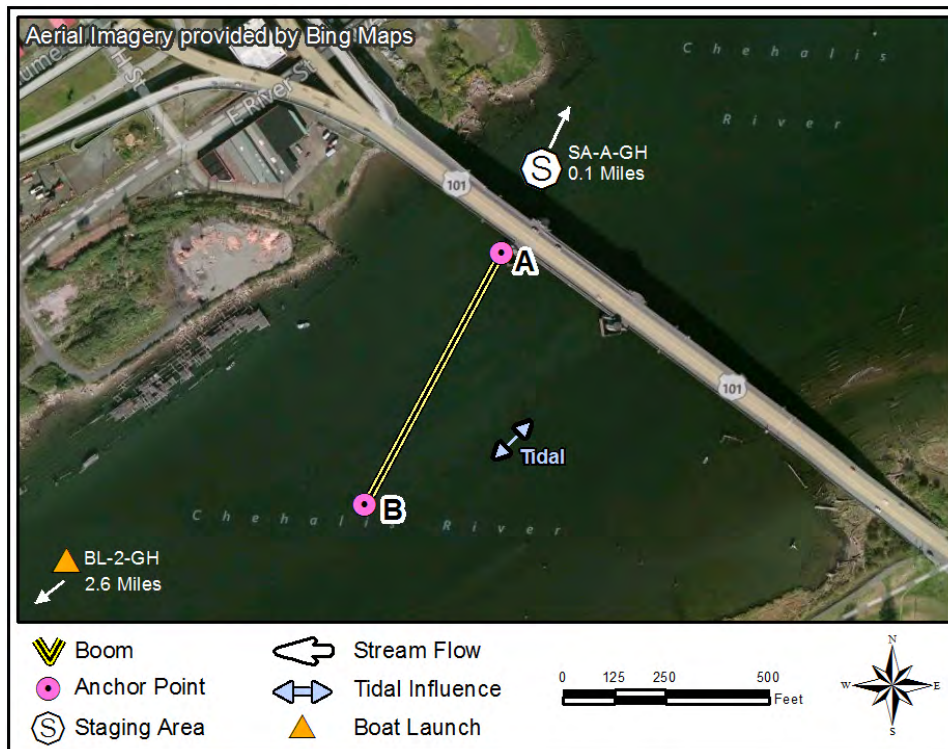 Aerial Imagery provided by Bing Maps
H St
E River St
Chehalis
River
S
SA-A-GH
0.1 Miles
101
A
101
Tidal
B
Chehalis River
BL-2-GH
2.6 Miles
Boom
Stream Flow
Anchor Point
Tidal Influence
S
Staging Area
Boat Launch
0 125 250 500
Feet
N
W E
S